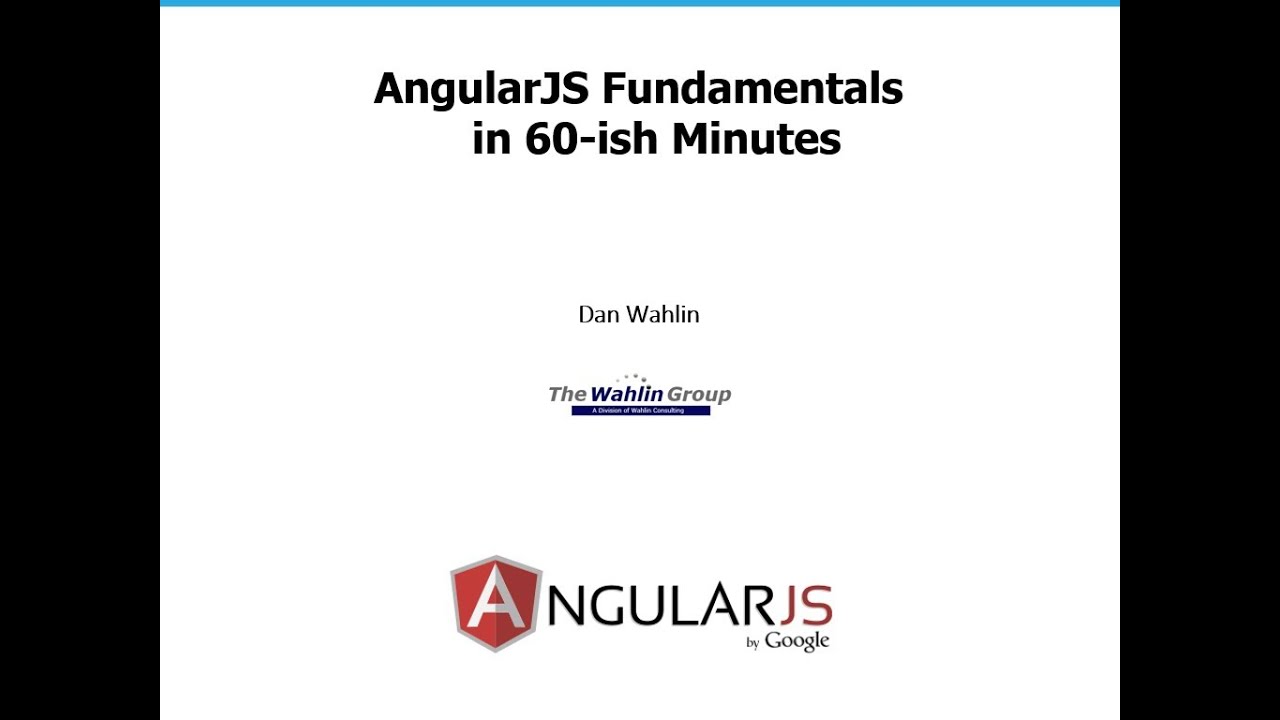 AngularJS Fundamentals
in 60-ish Minutes
Dan Wahlin
The Wahlin Group
A Division of Wahlin Consulting
ANGULARJS
by Google